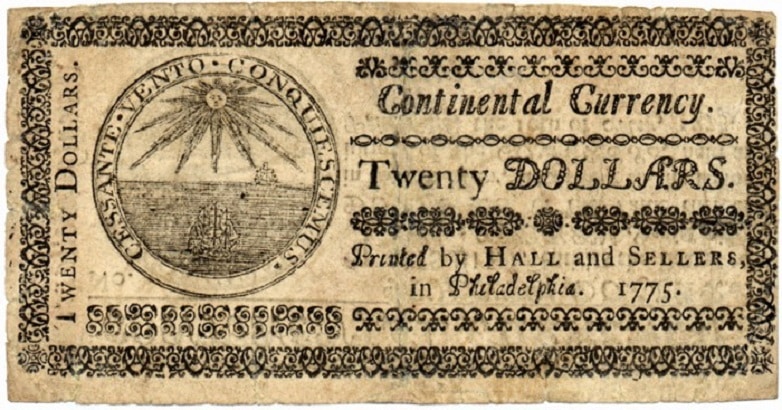 TWENTY DOLLARS.
CESSANTE · VENTO · CONQUIESCEMUS ·
Continental Currency.
Twenty DOLLARS.
Printed by HALL and SELLERS,
in Philadelphia. 1775.